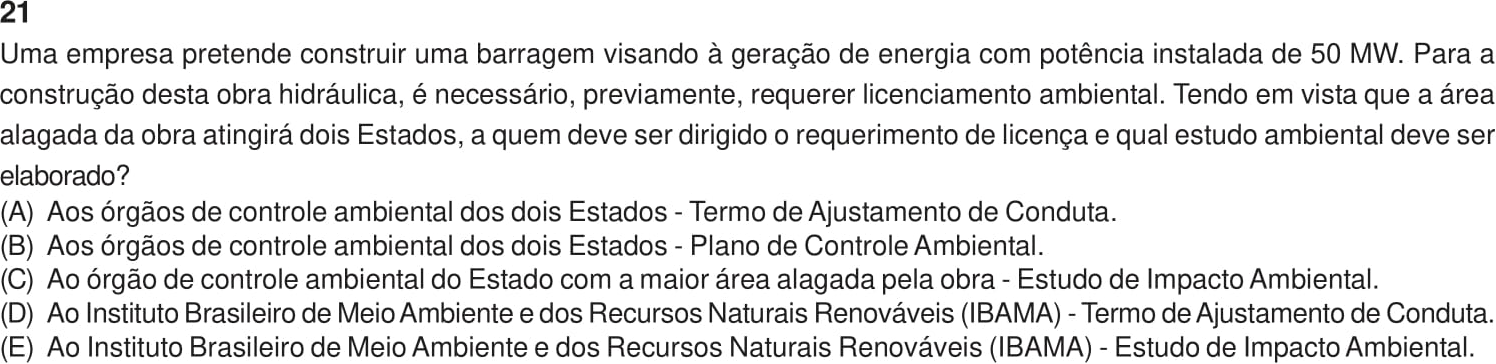 21
Uma empresa pretende construir uma barragem visando à geração de energia com potência instalada de 50 MW. Para a
construção desta obra hidráulica, é necessário, previamente, requerer licenciamento ambiental. Tendo em vista que a área
alagada da obra atingirá dois Estados, a quem deve ser dirigido o requerimento de licença e qual estudo ambiental deve ser
elaborado?
(A) Aos órgãos de controle ambiental dos dois Estados - Termo de Ajustamento de Conduta.
(B) Aos órgãos de controle ambiental dos dois Estados - Plano de Controle Ambiental.
(C) Ao órgão de controle ambiental do Estado com a maior área alagada pela obra - Estudo de Impacto Ambiental.
(D) Ao Instituto Brasileiro de Meio Ambiente e dos Recursos Naturais Renováveis (IBAMA) - Termo de Ajustamento de Conduta.
(E) Ao Instituto Brasileiro de Meio Ambiente e dos Recursos Naturais Renováveis (IBAMA) - Estudo de Impacto Ambiental.